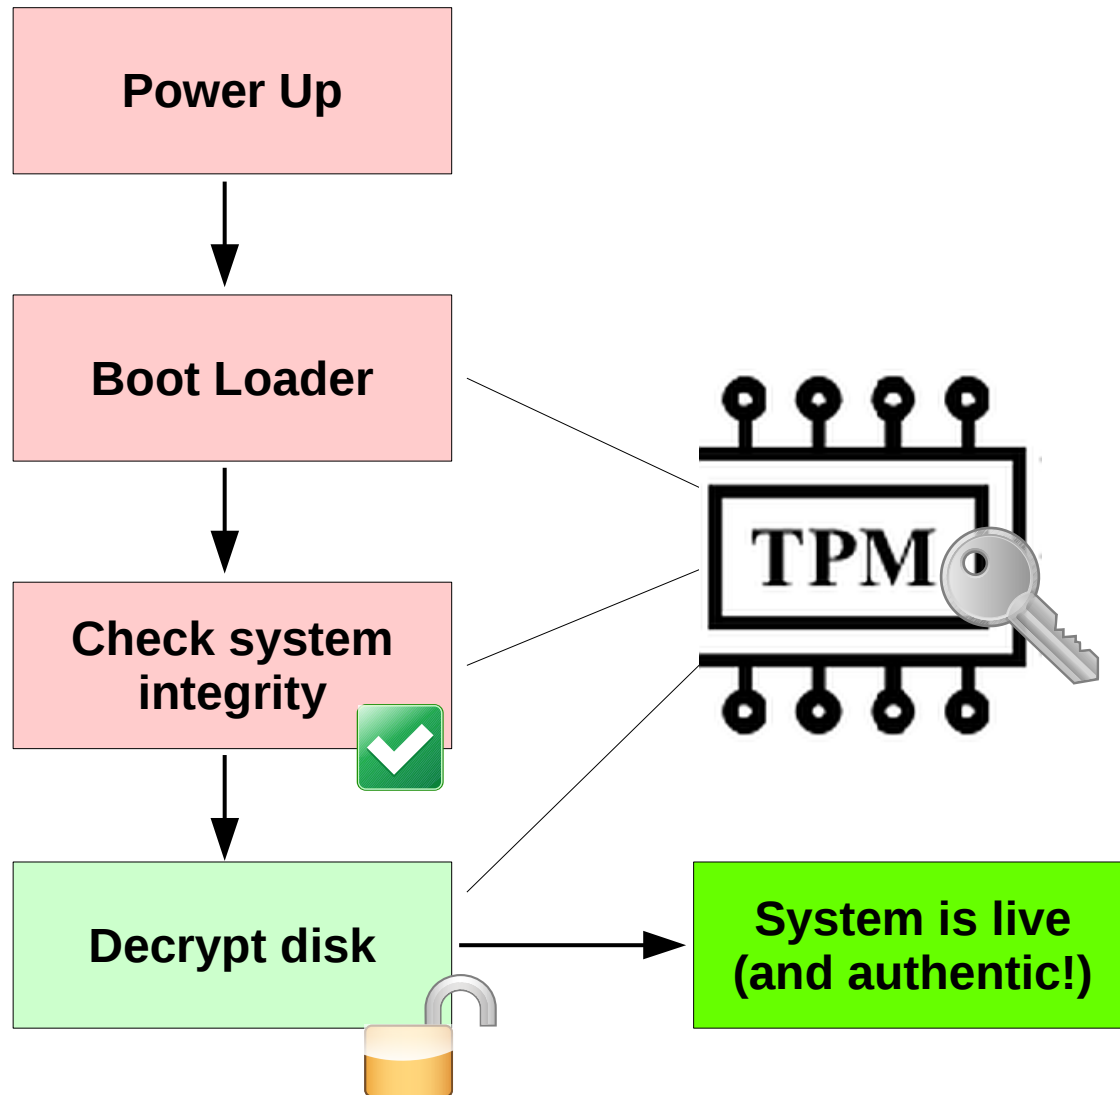 Power Up
Boot Loader
TPM
Check system
integrity
Decrypt disk
System is live
(and authentic!)